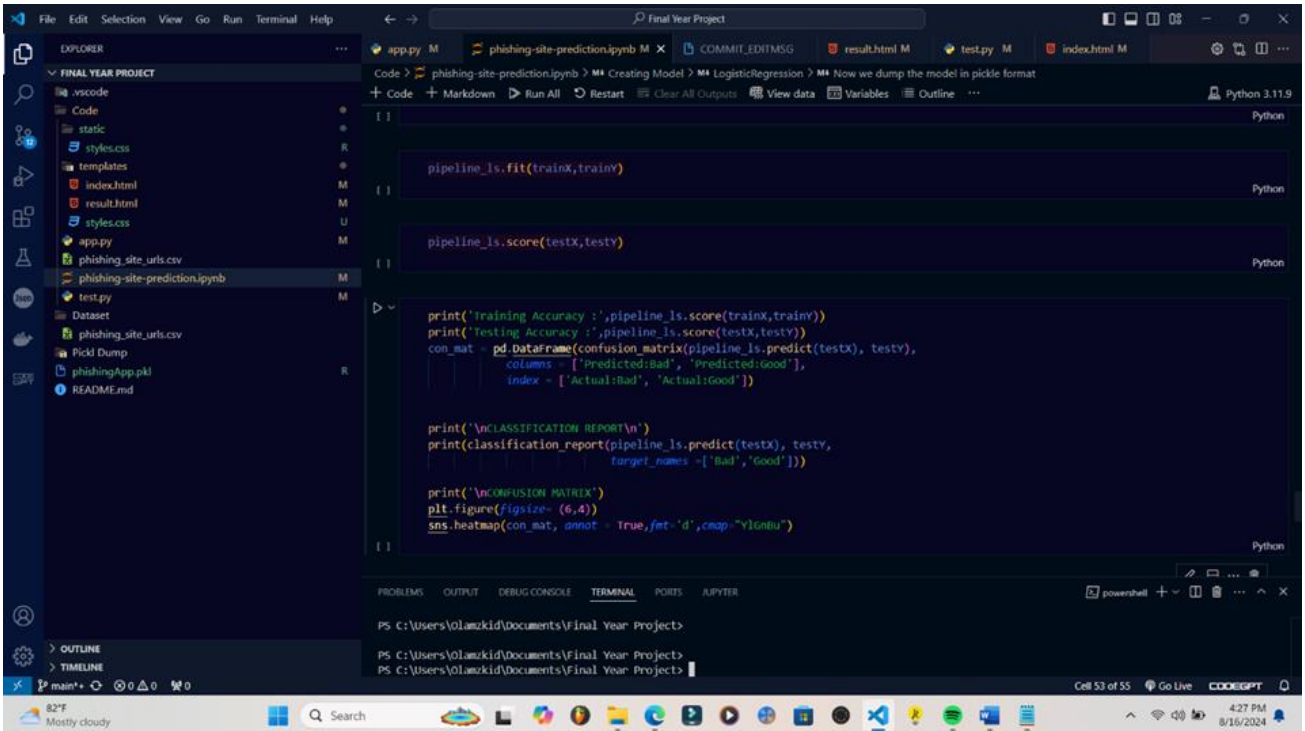 File Edit Selection View Go Run Terminal Help
Final Year Project
EXPLORER
FINAL YEAR PROJECT
.vscode
Code
static
styles.css R
templates
index.html M
result.html M
styles.css U
app.py M
phishing_site_urls.csv
phishing-site-prediction.ipynb M
test.py M
Dataset
phishing_site_urls.csv
Pickl Dump
phishingApp.pkl R
README.md
OUTLINE
TIMELINE
app.py M phishing-site-prediction.ipynb M COMMIT_EDITMSG result.html M test.py M index.html M
Code > phishing-site-prediction.ipynb > M↓ Creating Model > M↓ LogisticRegression > M↓ Now we dump the model in pickle format
+ Code + Markdown Run All Restart Clear All Outputs View data Variables Outline ... Python 3.11.9
[ ] Python
pipeline_ls.fit(trainX,trainY)
[ ] Python
pipeline_ls.score(testX,testY)
[ ] Python
print('Training Accuracy :',pipeline_ls.score(trainX,trainY))
print('Testing Accuracy :',pipeline_ls.score(testX,testY))
con_mat = pd.DataFrame(confusion_matrix(pipeline_ls.predict(testX), testY),
columns = ['Predicted:Bad', 'Predicted:Good'],
index = ['Actual:Bad', 'Actual:Good'])
print('\nCLASSIFICATION REPORT\n')
print(classification_report(pipeline_ls.predict(testX), testY,
target_names =['Bad','Good']))
print('\nCONFUSION MATRIX')
plt.figure(figsize= (6,4))
sns.heatmap(con_mat, annot = True,fmt='d',cmap="YlGnBu")
[ ] Python
PROBLEMS OUTPUT DEBUG CONSOLE TERMINAL PORTS JUPYTER
powershell
PS C:\Users\Olamzkid\Documents\Final Year Project>
PS C:\Users\Olamzkid\Documents\Final Year Project>
PS C:\Users\Olamzkid\Documents\Final Year Project>
main*+ 0 0 0 Cell 53 of 55 Go Live CODEGPT
82°F
Mostly cloudy
Search
4:27 PM
8/16/2024